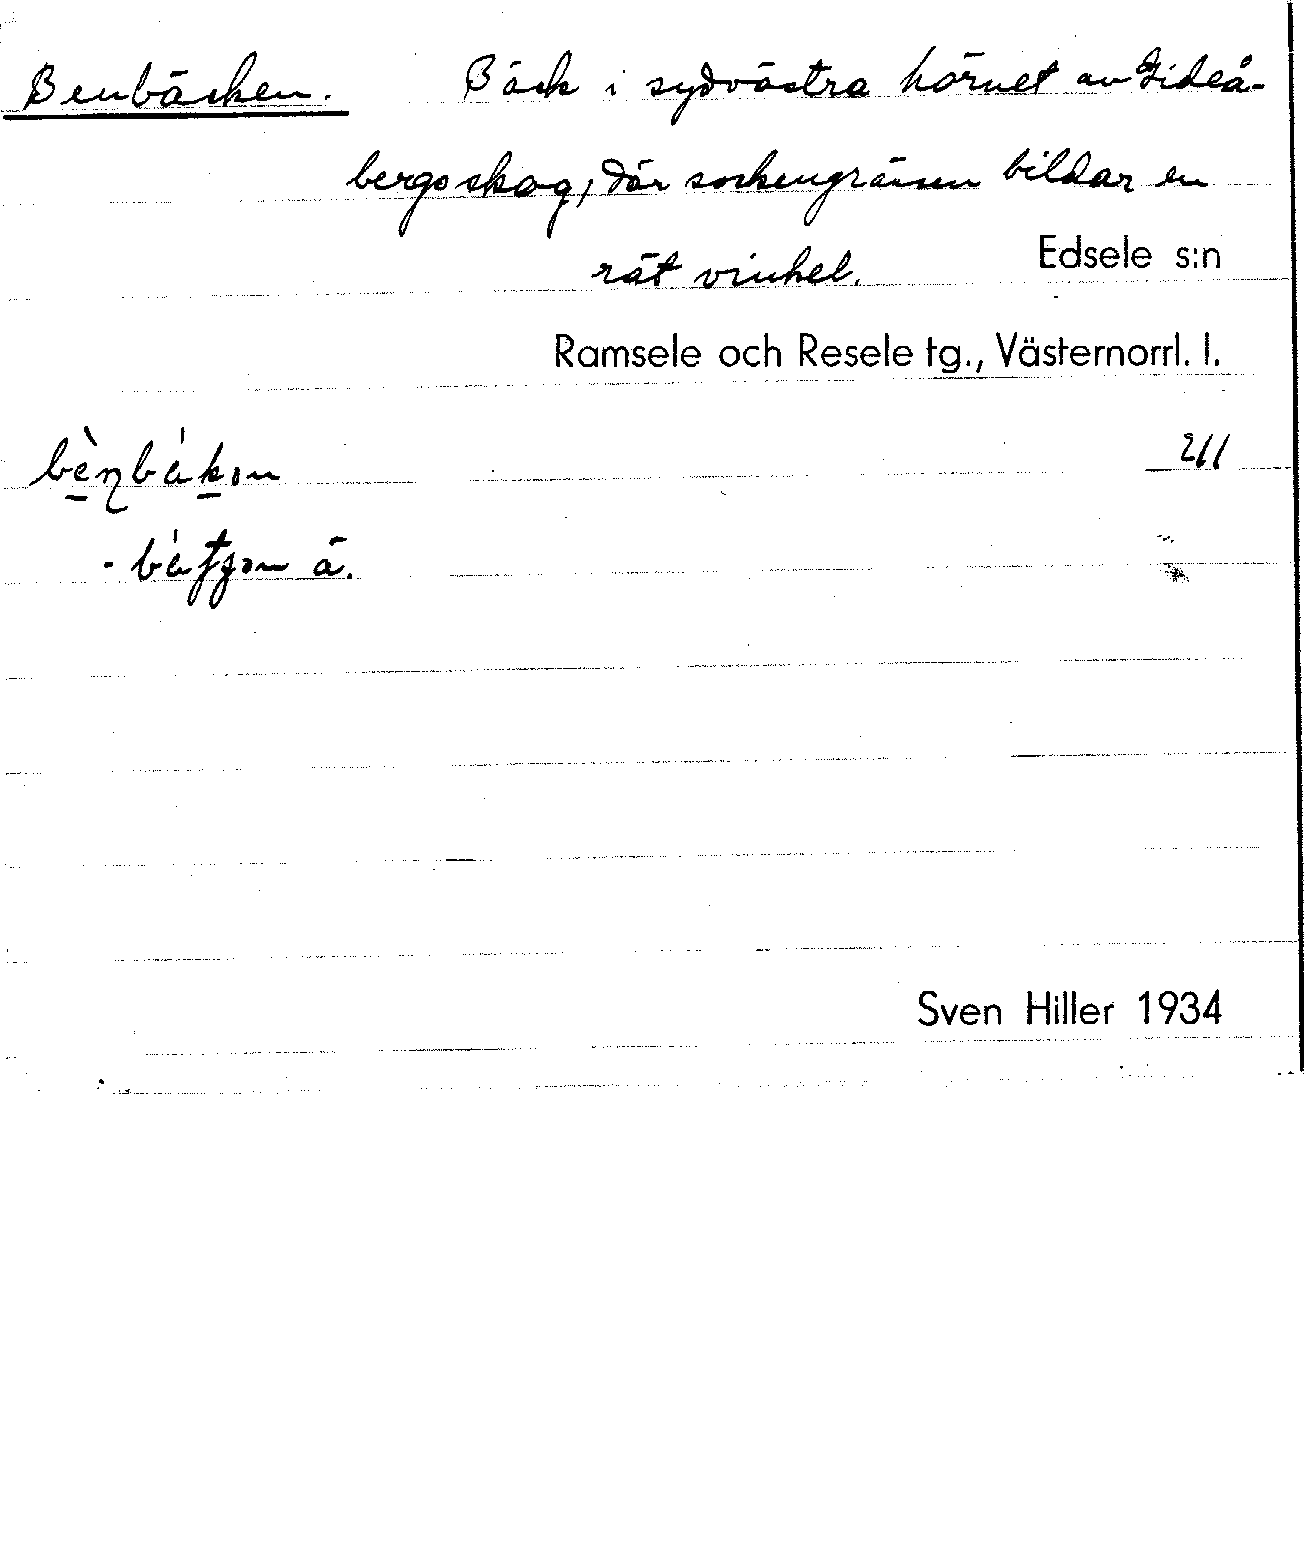 Benbäcken. Bäck i sydvästra hörnet av Gideå-
bergsskog, där sockengränsen bildar en
rät vinkel. Edsele s:n
Ramsele och Resele tg., Västernorrl. l.
211
ä.
Sven Hiller 1934